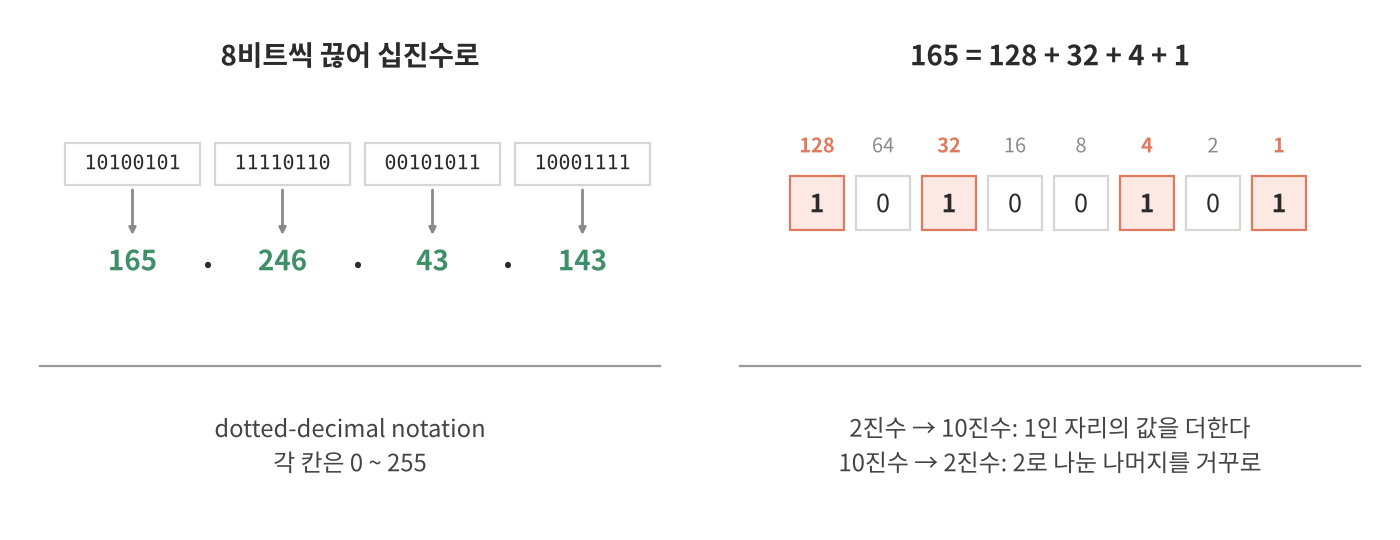 8비트씩 끊어 십진수로
10100101 11110110 00101011 10001111
165 . 246 . 43 . 143
dotted-decimal notation
각 칸은 0 ~ 255
165 = 128 + 32 + 4 + 1
128 64 32 16 8 4 2 1
1 0 1 0 0 1 0 1
2진수 → 10진수: 1인 자리의 값을 더한다
10진수 → 2진수: 2로 나눈 나머지를 거꾸로